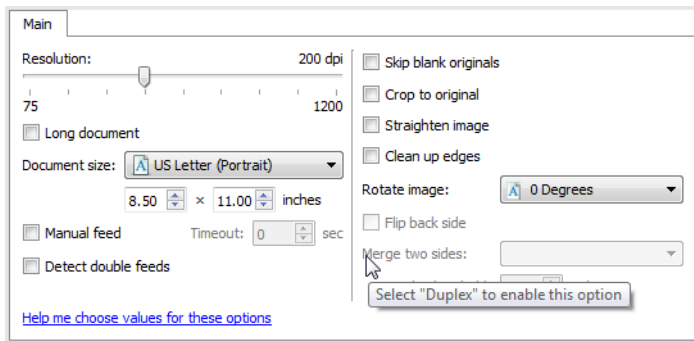 Main
Resolution: 200 dpi
75 1200
Long document
Document size: US Letter (Portrait)
8.50 × 11.00 inches
Manual feed Timeout: 0 sec
Detect double feeds
Help me choose values for these options
Skip blank originals
Crop to original
Straighten image
Clean up edges
Rotate image: 0 Degrees
Flip back side
Merge two sides:
Select "Duplex" to enable this option